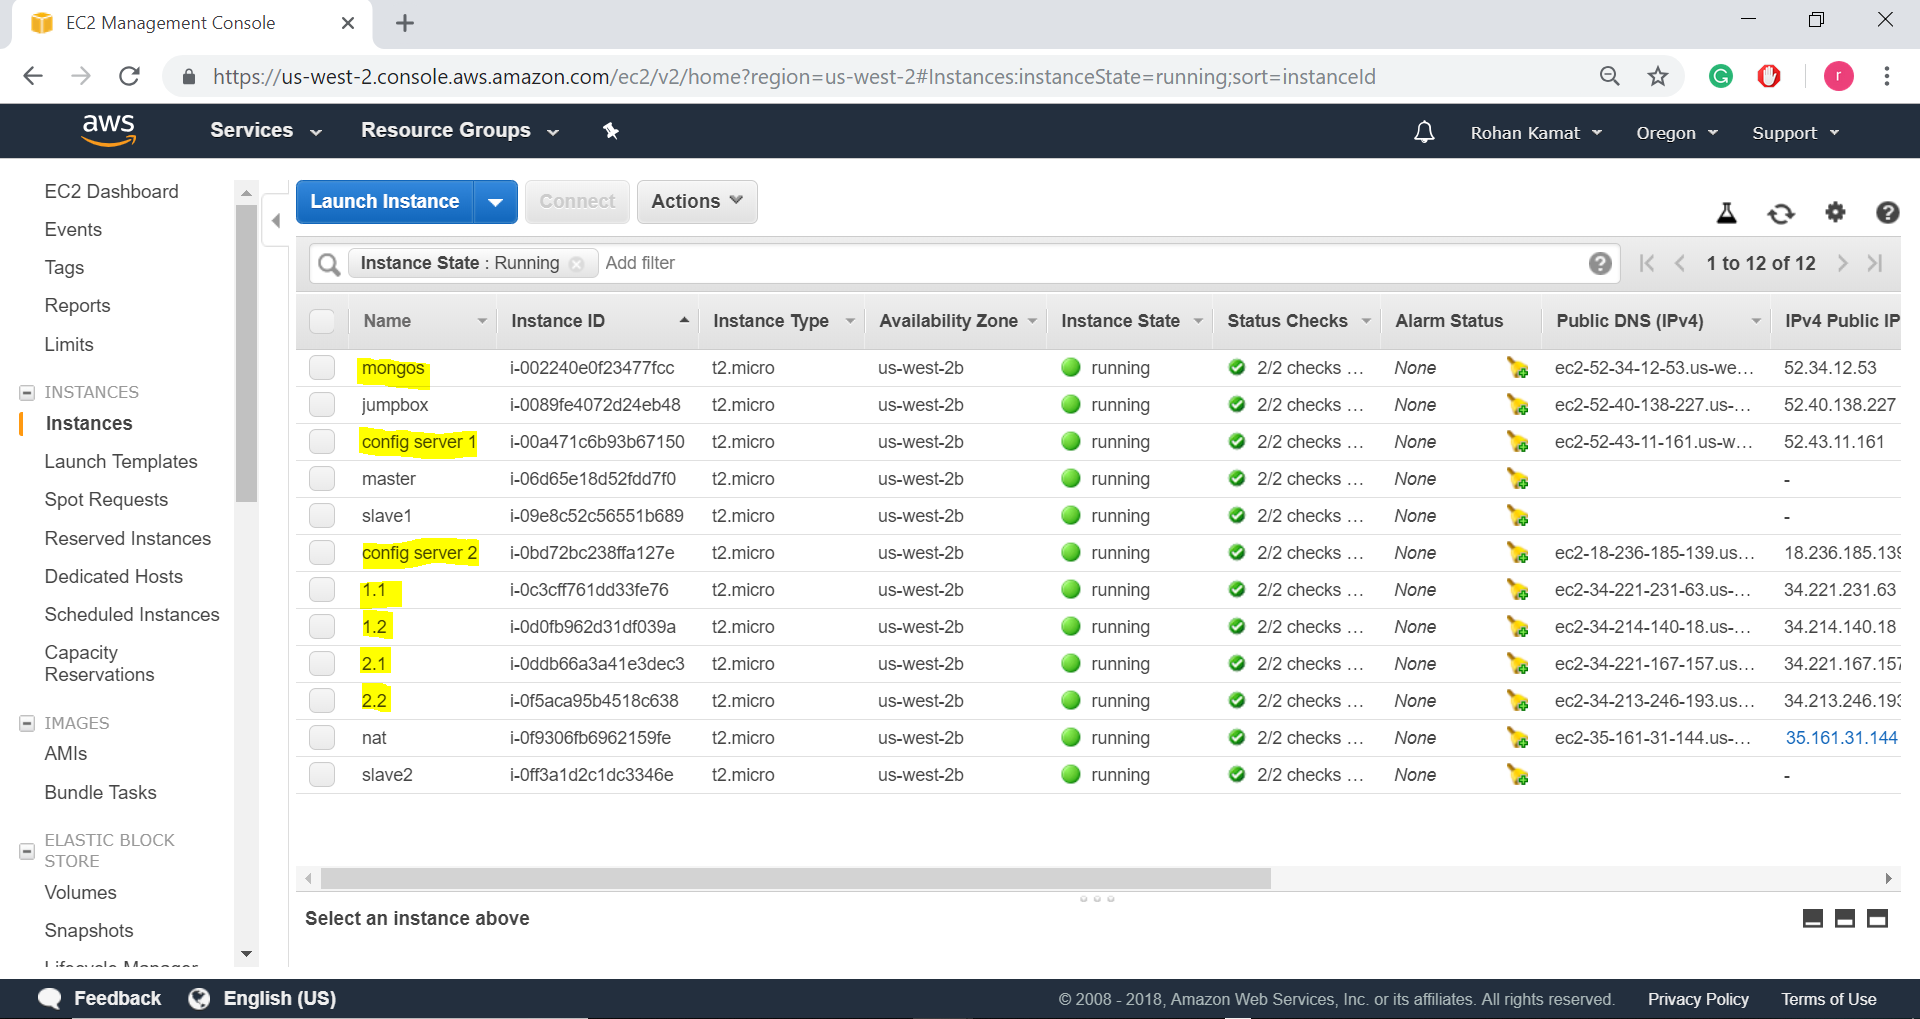 EC2 Management Console
https://us-west-2.console.aws.amazon.com/ec2/v2/home?region=us-west-2#Instances:instanceState=running;sort=instanceId
r
aws Services Resource Groups Rohan Kamat Oregon Support
EC2 Dashboard
Events
Tags
Reports
Limits
INSTANCES
Instances
Launch Templates
Spot Requests
Reserved Instances
Dedicated Hosts
Scheduled Instances
Capacity
Reservations
IMAGES
AMIs
Bundle Tasks
ELASTIC BLOCK
STORE
Volumes
Snapshots
Lifecycle Manager
Launch Instance Connect Actions
Instance State : Running Add filter 1 to 12 of 12
Name Instance ID Instance Type Availability Zone Instance State Status Checks Alarm Status Public DNS (IPv4) IPv4 Public IP
mongos i-002240e0f23477fcc t2.micro us-west-2b running 2/2 checks ... None ec2-52-34-12-53.us-we... 52.34.12.53
jumpbox i-0089fe4072d24eb48 t2.micro us-west-2b running 2/2 checks ... None ec2-52-40-138-227.us-... 52.40.138.227
config server 1 i-00a471c6b93b67150 t2.micro us-west-2b running 2/2 checks ... None ec2-52-43-11-161.us-w... 52.43.11.161
master i-06d65e18d52fdd7f0 t2.micro us-west-2b running 2/2 checks ... None -
slave1 i-09e8c52c56551b689 t2.micro us-west-2b running 2/2 checks ... None -
config server 2 i-0bd72bc238ffa127e t2.micro us-west-2b running 2/2 checks ... None ec2-18-236-185-139.us... 18.236.185.139
1.1 i-0c3cff761dd33fe76 t2.micro us-west-2b running 2/2 checks ... None ec2-34-221-231-63.us-... 34.221.231.63
1.2 i-0d0fb962d31df039a t2.micro us-west-2b running 2/2 checks ... None ec2-34-214-140-18.us-... 34.214.140.18
2.1 i-0ddb66a3a41e3dec3 t2.micro us-west-2b running 2/2 checks ... None ec2-34-221-167-157.us... 34.221.167.157
2.2 i-0f5aca95b4518c638 t2.micro us-west-2b running 2/2 checks ... None ec2-34-213-246-193.us... 34.213.246.193
nat i-0f9306fb6962159fe t2.micro us-west-2b running 2/2 checks ... None ec2-35-161-31-144.us-... 35.161.31.144
slave2 i-0ff3a1d2c1dc3346e t2.micro us-west-2b running 2/2 checks ... None -
Select an instance above
Feedback English (US) © 2008 - 2018, Amazon Web Services, Inc. or its affiliates. All rights reserved. Privacy Policy Terms of Use